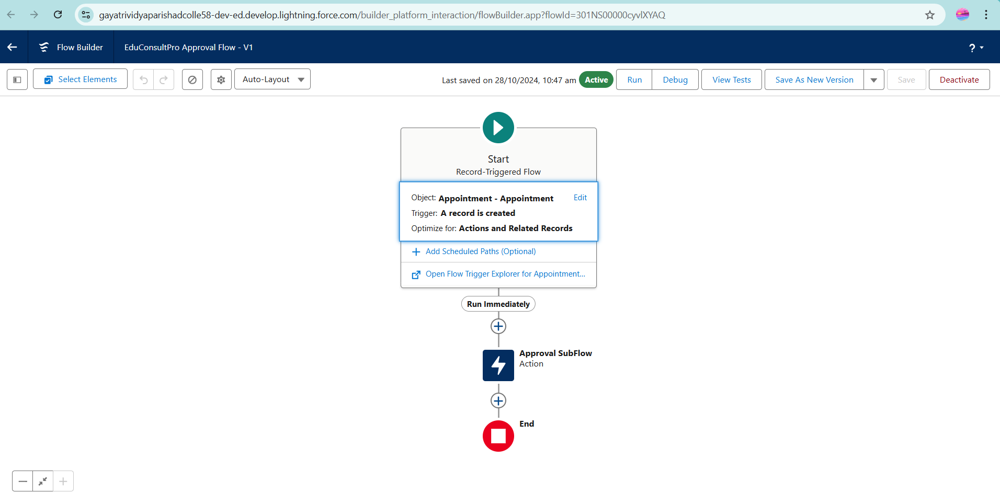 gayatrividyaparishadcolle58-dev-ed.develop.lightning.force.com/builder_platform_interaction/flowBuilder.app?flowId=301NS00000cyvlXYAQ
Flow Builder EduConsultPro Approval Flow - V1 ?
Select Elements Auto-Layout Last saved on 28/10/2024, 10:47 am Active Run Debug View Tests Save As New Version Save Deactivate
Start
Record-Triggered Flow
Object: Appointment - Appointment Edit
Trigger: A record is created
Optimize for: Actions and Related Records
Add Scheduled Paths (Optional)
Open Flow Trigger Explorer for Appointment...
Run Immediately
Approval SubFlow
Action
End